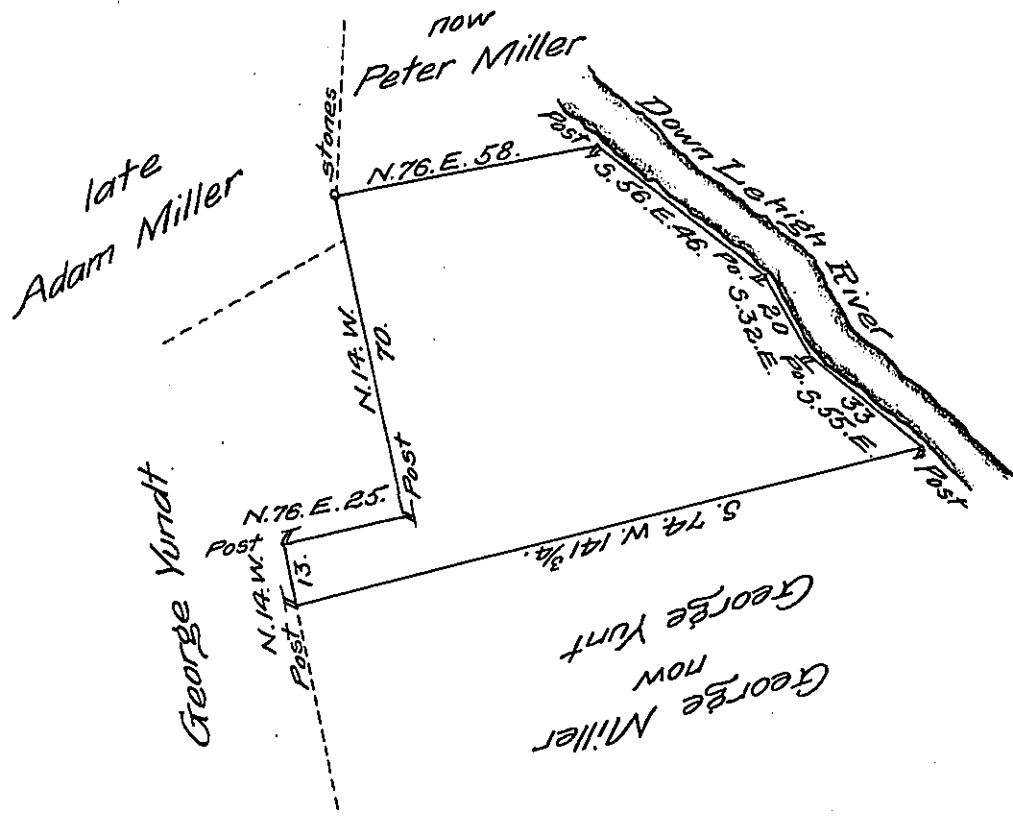 now
Peter Miller
late
Adam Miller
stones
N.76.E.58.
Post
S.56.E.46.
Down Lehigh River
Po.
S.32.E.
20
Po.
S.55.E.
33
Post
N.14.W.
70.
Post
N.76.E.25.
Post
N.14.W.
13.
Post
S.74.W.141¾.
George Yundt
George Miller
now
George Yunt